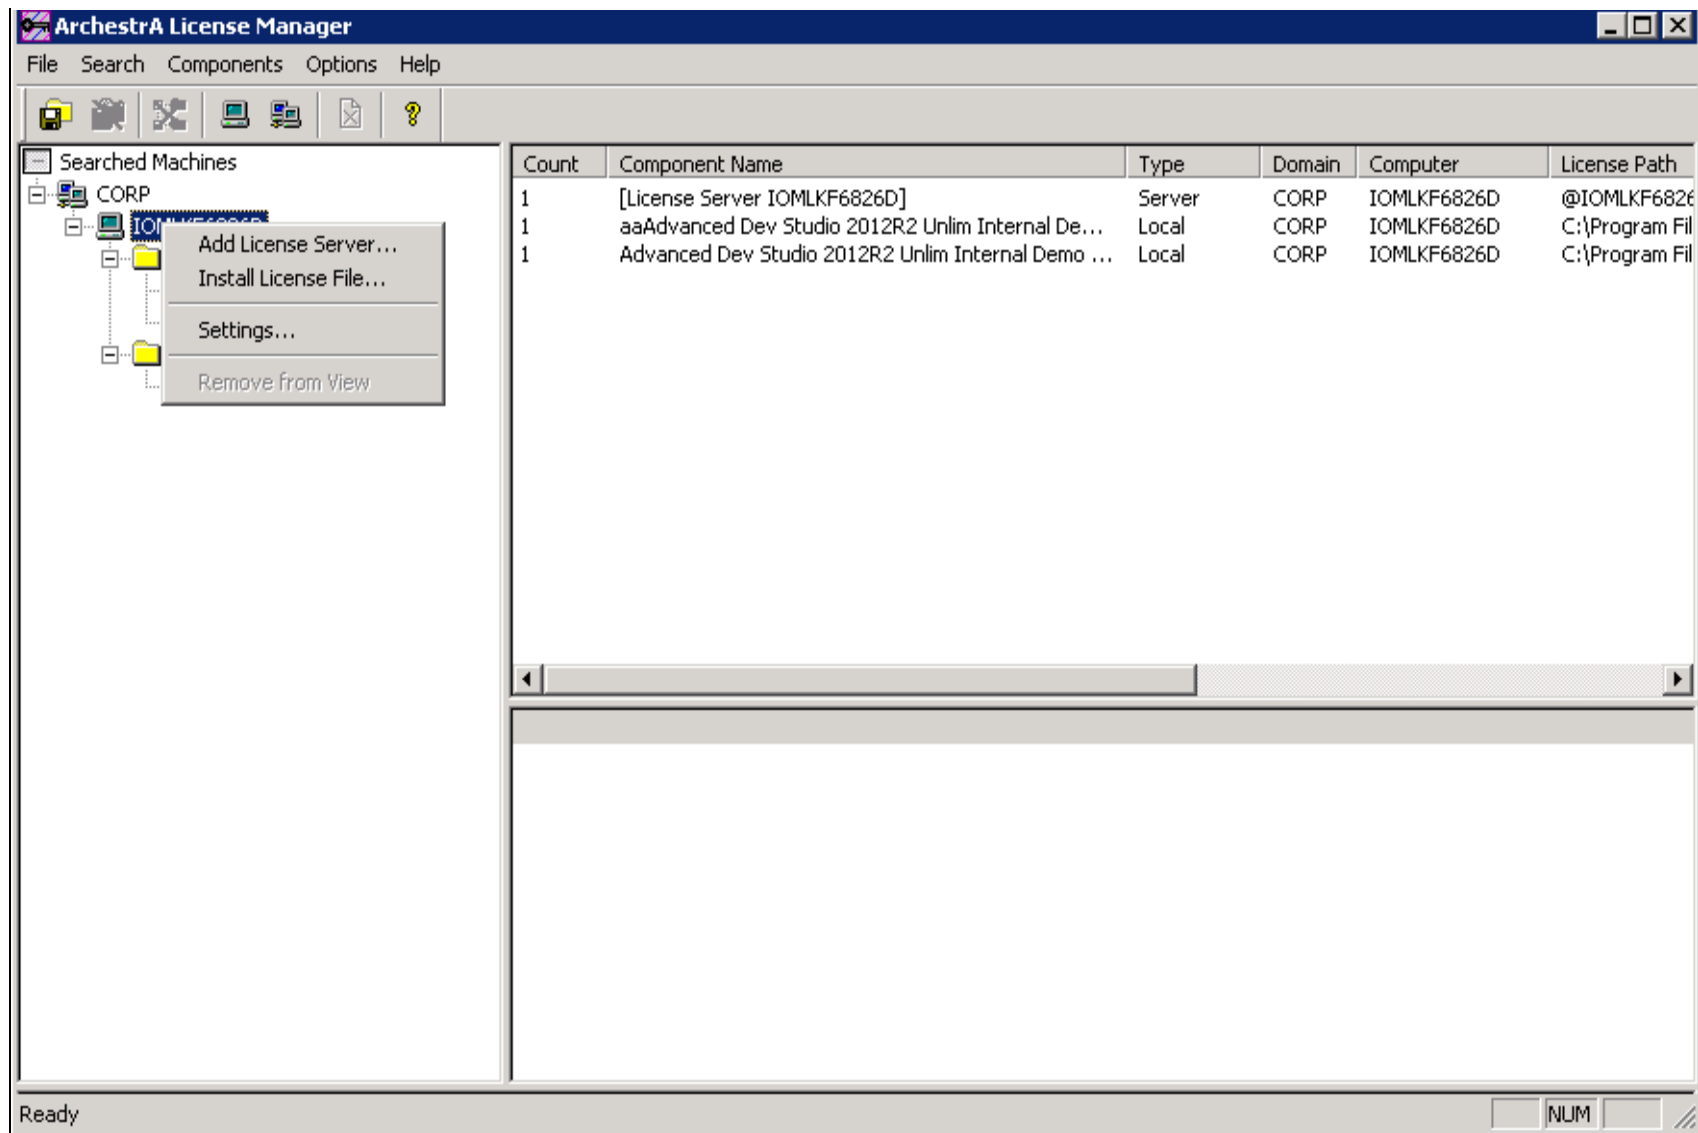 ArchestrA License Manager
File Search Components Options Help
Searched Machines
CORP
Add License Server...
Install License File...
Settings...
Remove from View
Count Component Name Type Domain Computer License Path
1 [License Server IOMLKF6826D] Server CORP IOMLKF6826D @IOMLKF6826
1 aaAdvanced Dev Studio 2012R2 Unlim Internal De... Local CORP IOMLKF6826D C:\Program Fil
1 Advanced Dev Studio 2012R2 Unlim Internal Demo ... Local CORP IOMLKF6826D C:\Program Fil
Ready NUM